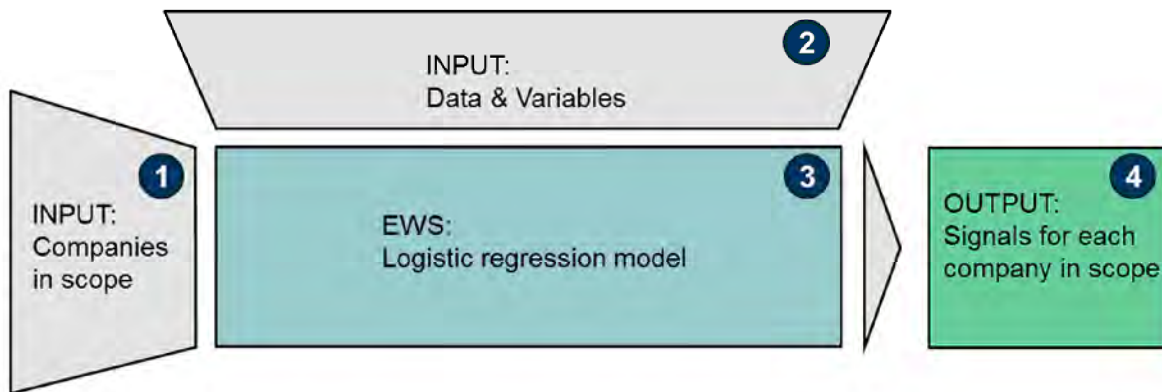 2
INPUT:
Data & Variables
1
INPUT:
Companies
in scope
3
EWS:
Logistic regression model
4
OUTPUT:
Signals for each
company in scope